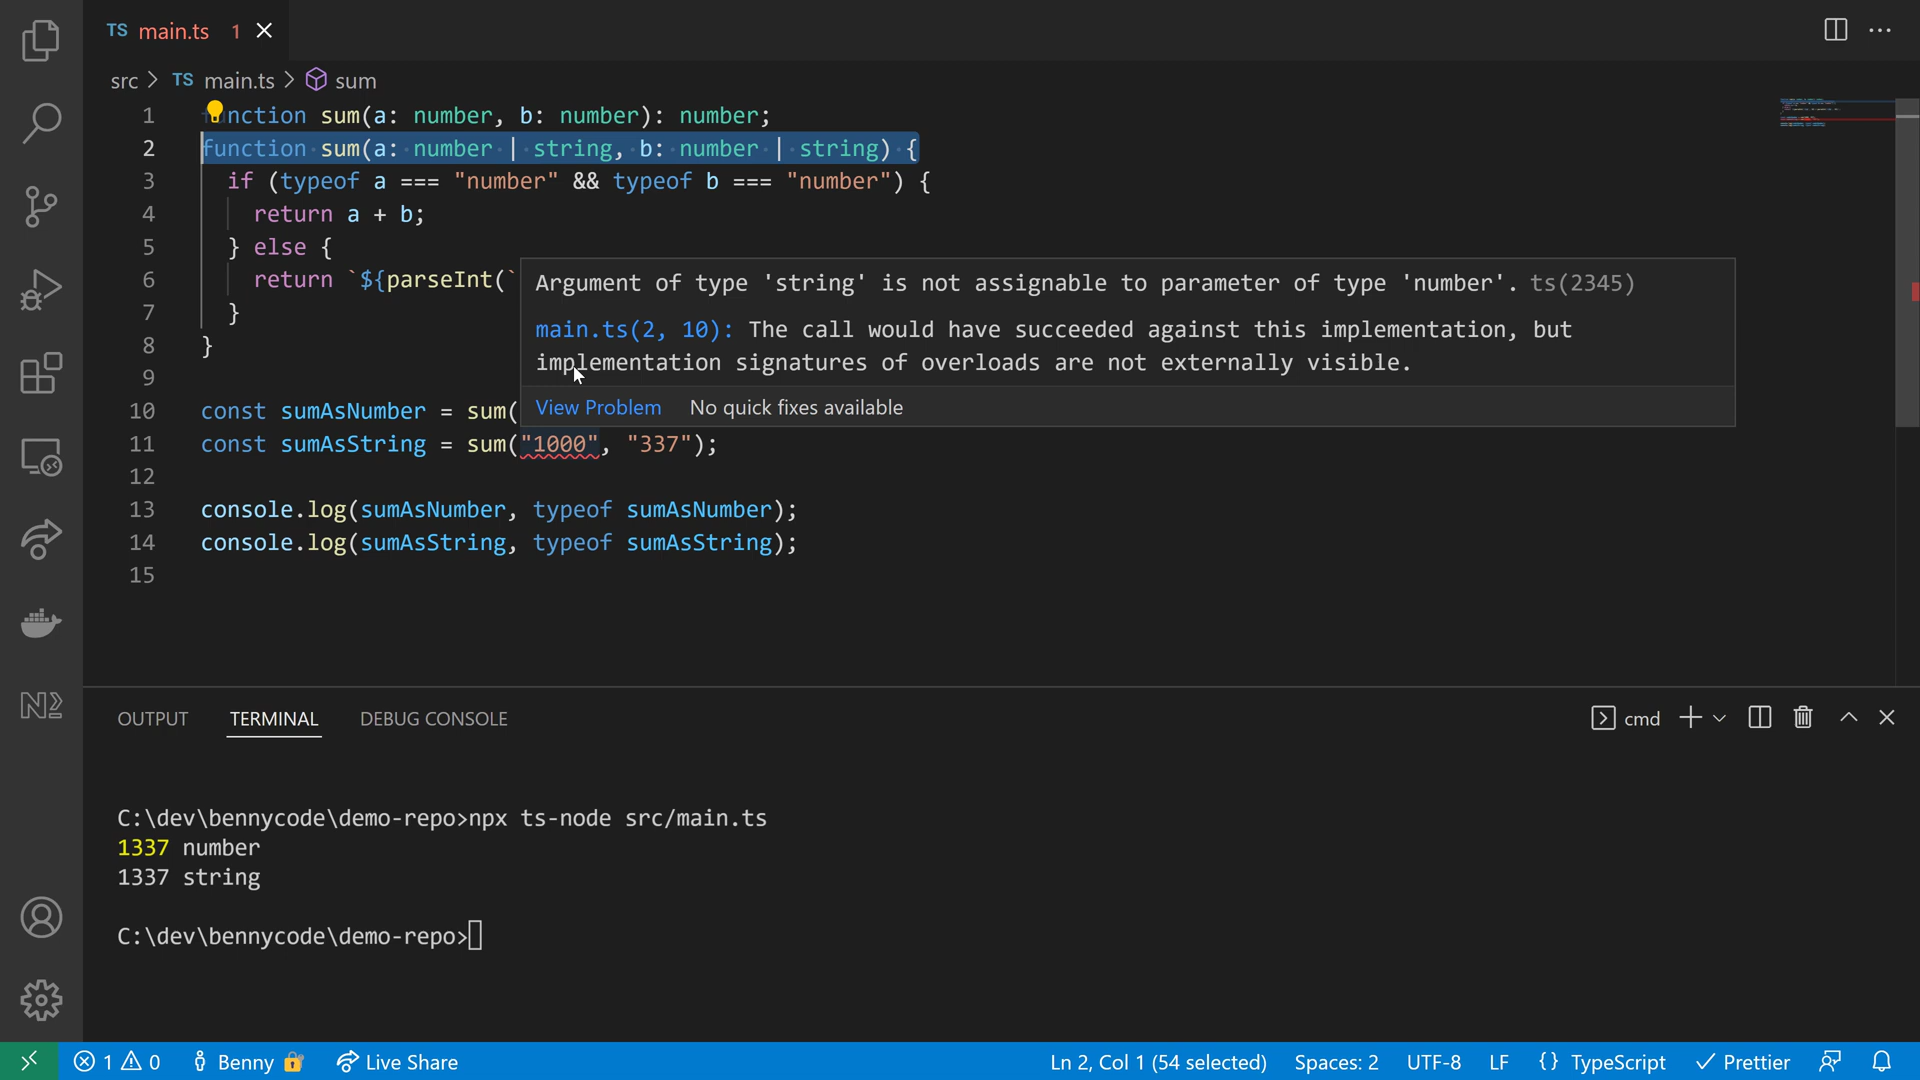 TS main.ts 1
src > TS main.ts > sum
1 function sum(a: number, b: number): number;
2 function sum(a: number | string, b: number | string) {
3 if (typeof a === "number" && typeof b === "number") {
4 return a + b;
5 } else {
6 return `${parseInt(`
Argument of type 'string' is not assignable to parameter of type 'number'. ts(2345)
7 }
main.ts(2, 10): The call would have succeeded against this implementation, but
8 }
implementation signatures of overloads are not externally visible.
9
View Problem No quick fixes available
10 const sumAsNumber = sum(
11 const sumAsString = sum("1000", "337");
12
13 console.log(sumAsNumber, typeof sumAsNumber);
14 console.log(sumAsString, typeof sumAsString);
15
OUTPUT TERMINAL DEBUG CONSOLE cmd
C:\dev\bennycode\demo-repo>npx ts-node src/main.ts
1337 number
1337 string
C:\dev\bennycode\demo-repo>
1 0 Benny Live Share Ln 2, Col 1 (54 selected) Spaces: 2 UTF-8 LF {} TypeScript Prettier